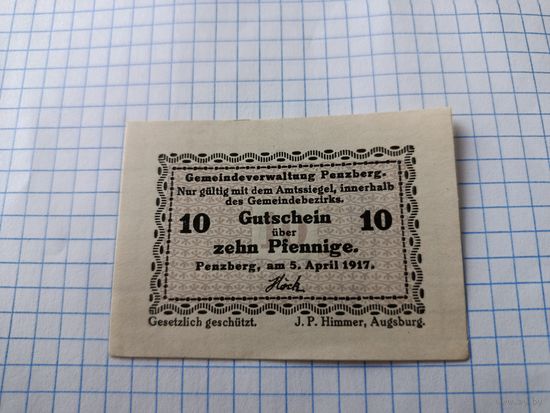 Gemeindeverwaltung Penzberg.
Nur gültig mit dem Amtssiegel, innerhalb
des Gemeindebezirks.
10 Gutschein 10
über
zehn Pfennige.
Penzberg, am 5. April 1917.
Höck
Gesetzlich geschützt. J. P. Himmer, Augsburg.